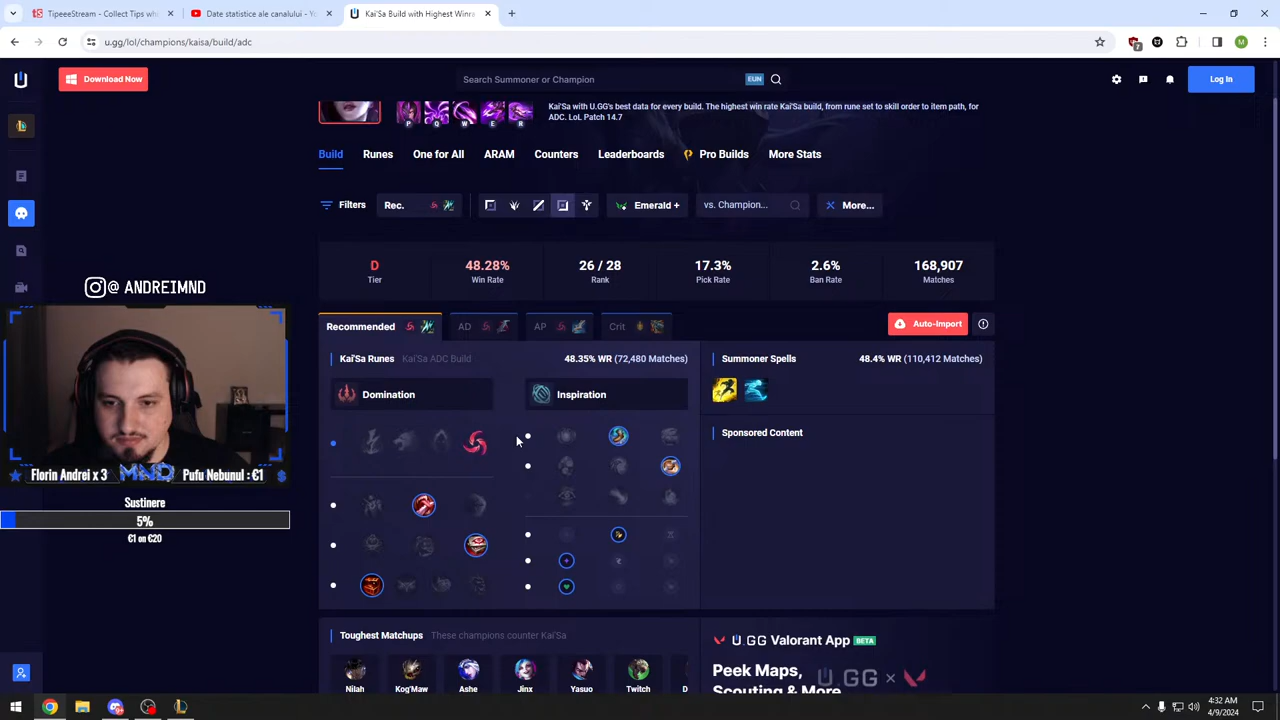 TipeeeStream - Collect Tips wh
Date statistice ale canalului - Yo
Kai'Sa Build with Highest Winra
u.gg/lol/champions/kaisa/build/adc
7
M
Download Now
Search Summoner or Champion
EUN
Log In
P
Q
W
E
R
Kai'Sa with U.GG's best data for every build. The highest win rate Kai'Sa build, from rune set to skill order to item path, for
ADC. LoL Patch 14.7
Build
Runes
One for All
ARAM
Counters
Leaderboards
Pro Builds
More Stats
Filters
Rec.
Emerald +
vs. Champion...
More...
D
48.28%
26 / 28
17.3%
2.6%
168,907
Tier
Win Rate
Rank
Pick Rate
Ban Rate
Matches
@ ANDREIMND
Recommended
AD
AP
Crit
Auto-Import
Kai'Sa Runes
Kai'Sa ADC Build
48.35% WR (72,480 Matches)
Summoner Spells
48.4% WR (110,412 Matches)
Domination
Inspiration
Sponsored Content
Florin Andrei x 3
MND
Pufu Nebunul : €1
$
Sustinere
5%
€1 on €20
Toughest Matchups
These champions counter Kai'Sa
Nilah
Kog'Maw
Ashe
Jinx
Yasuo
Twitch
D
U.GG Valorant App
BETA
Peek Maps,
Scouting & More
U.GG x
4:32 AM
4/9/2024